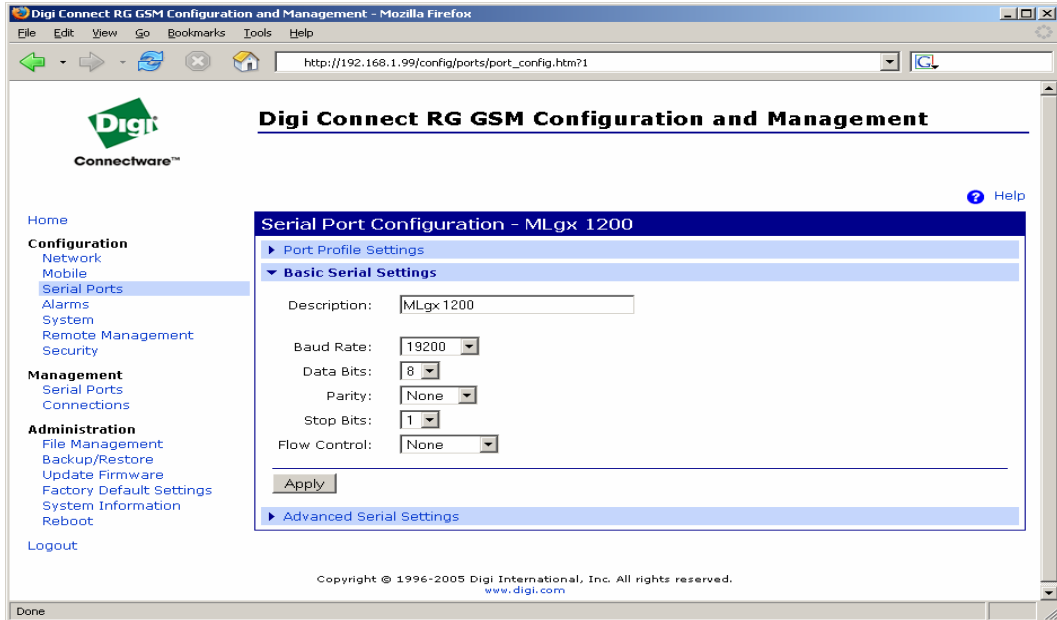 Digi Connect RG GSM Configuration and Management - Mozilla Firefox
File Edit View Go Bookmarks Tools Help
http://192.168.1.99/config/ports/port_config.htm?1
G
Digi
Connectware™
Digi Connect RG GSM Configuration and Management
? Help
Home
Configuration
Network
Mobile
Serial Ports
Alarms
System
Remote Management
Security
Management
Serial Ports
Connections
Administration
File Management
Backup/Restore
Update Firmware
Factory Default Settings
System Information
Reboot
Logout
Serial Port Configuration - MLgx 1200
Port Profile Settings
Basic Serial Settings
Description: MLgx 1200
Baud Rate: 19200
Data Bits: 8
Parity: None
Stop Bits: 1
Flow Control: None
Apply
Advanced Serial Settings
Copyright © 1996-2005 Digi International, Inc. All rights reserved.
www.digi.com
Done